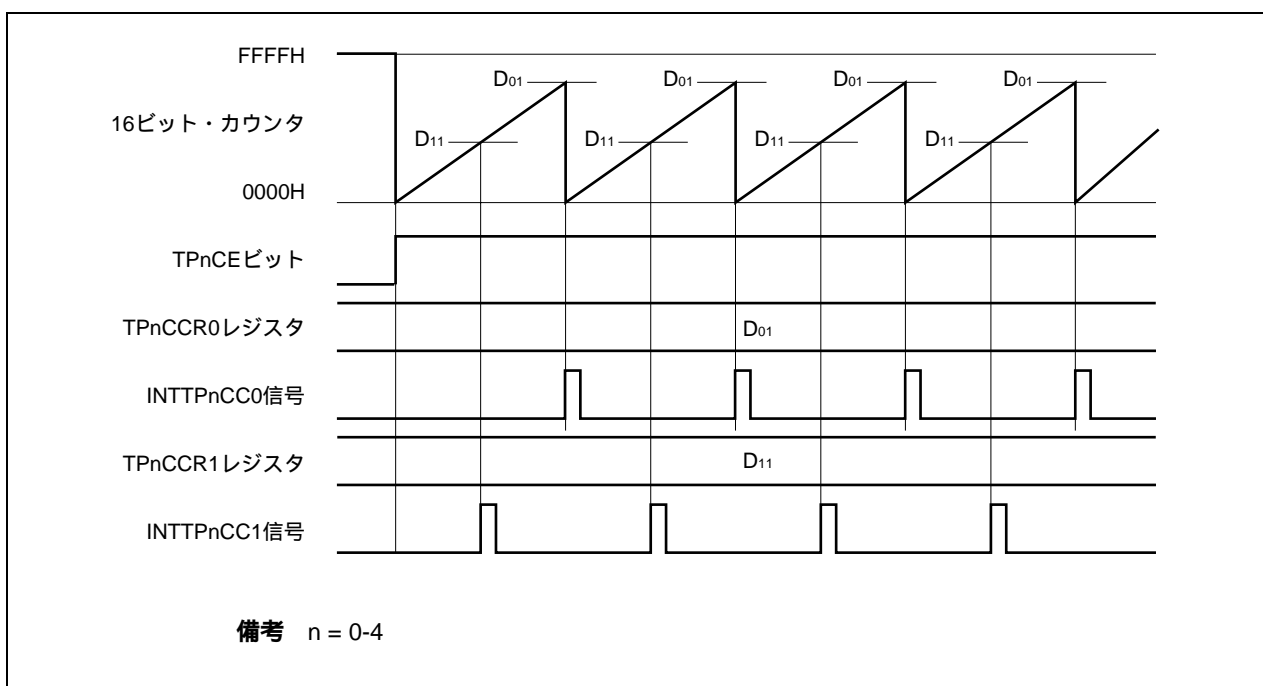 FFFFH
D01 D01 D01 D01
16ビット・カウンタ
D11 D11 D11 D11
0000H
TPnCEビット
TPnCCR0レジスタ D01
INTTPnCC0信号
TPnCCR1レジスタ D11
INTTPnCC1信号
備考 n = 0-4